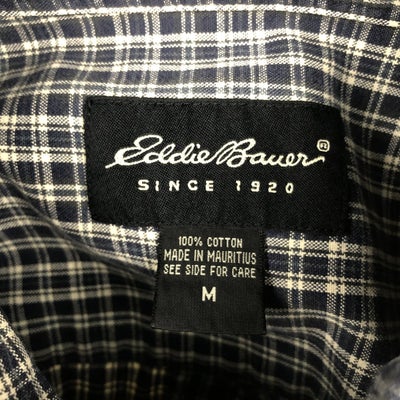 Eddie Bauer®
SINCE 1920
100% COTTON
MADE IN MAURITIUS
SEE SIDE FOR CARE
M